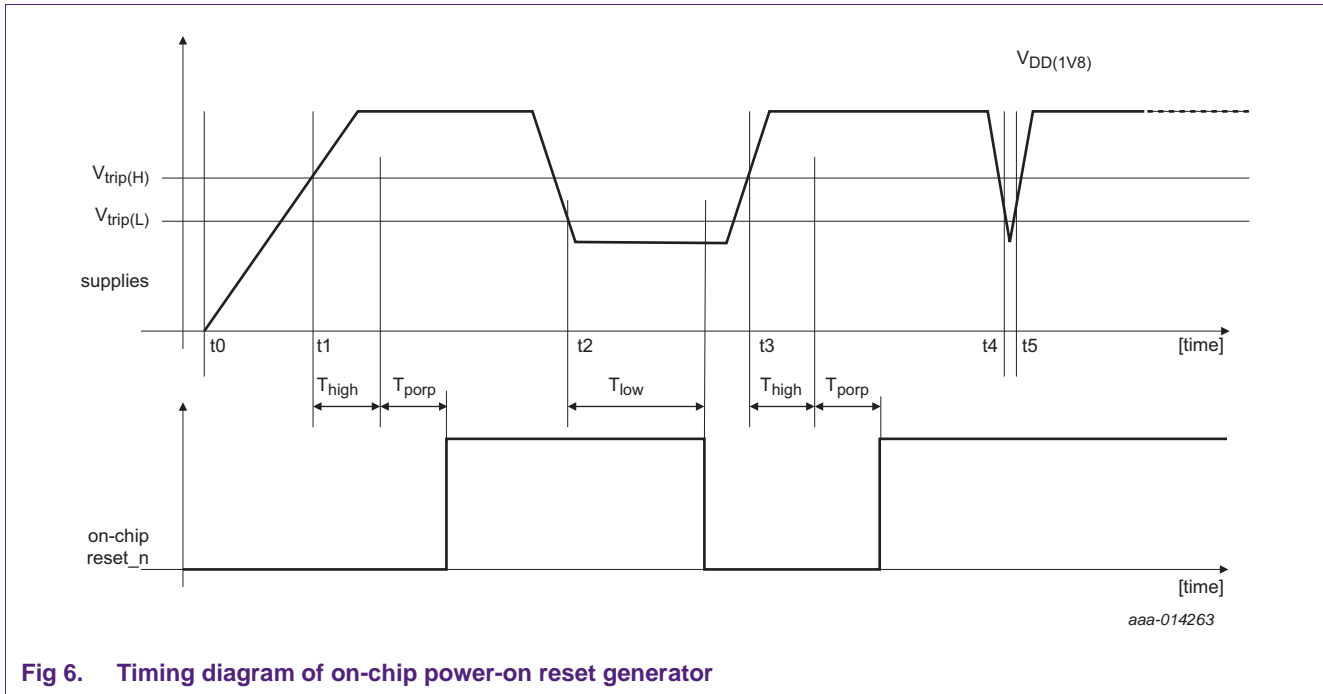 VDD(1V8)
Vtrip(H)
Vtrip(L)
supplies
t0
t1
t2
t3
t4
t5
[time]
Thigh
Tporp
Tlow
Thigh
Tporp
on-chip
reset_n
[time]
aaa-014263
Fig 6. Timing diagram of on-chip power-on reset generator